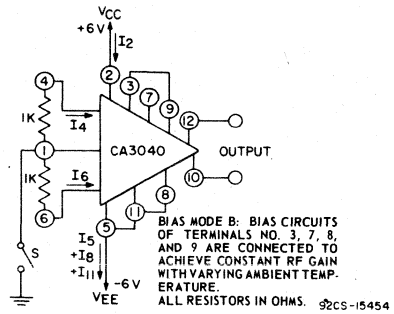 VCC
+6V
I2
4
2
3
7
9
1K
I4
12
CA3040
1
OUTPUT
1K
I6
10
8
6
11
5
S
I5
+I8
+I11
-6V
VEE
BIAS MODE B: BIAS CIRCUITS
OF TERMINALS NO. 3, 7, 8,
AND 9 ARE CONNECTED TO
ACHIEVE CONSTANT RF GAIN
WITH VARYING AMBIENT TEMP-
ERATURE.
ALL RESISTORS IN OHMS.
92CS-15454